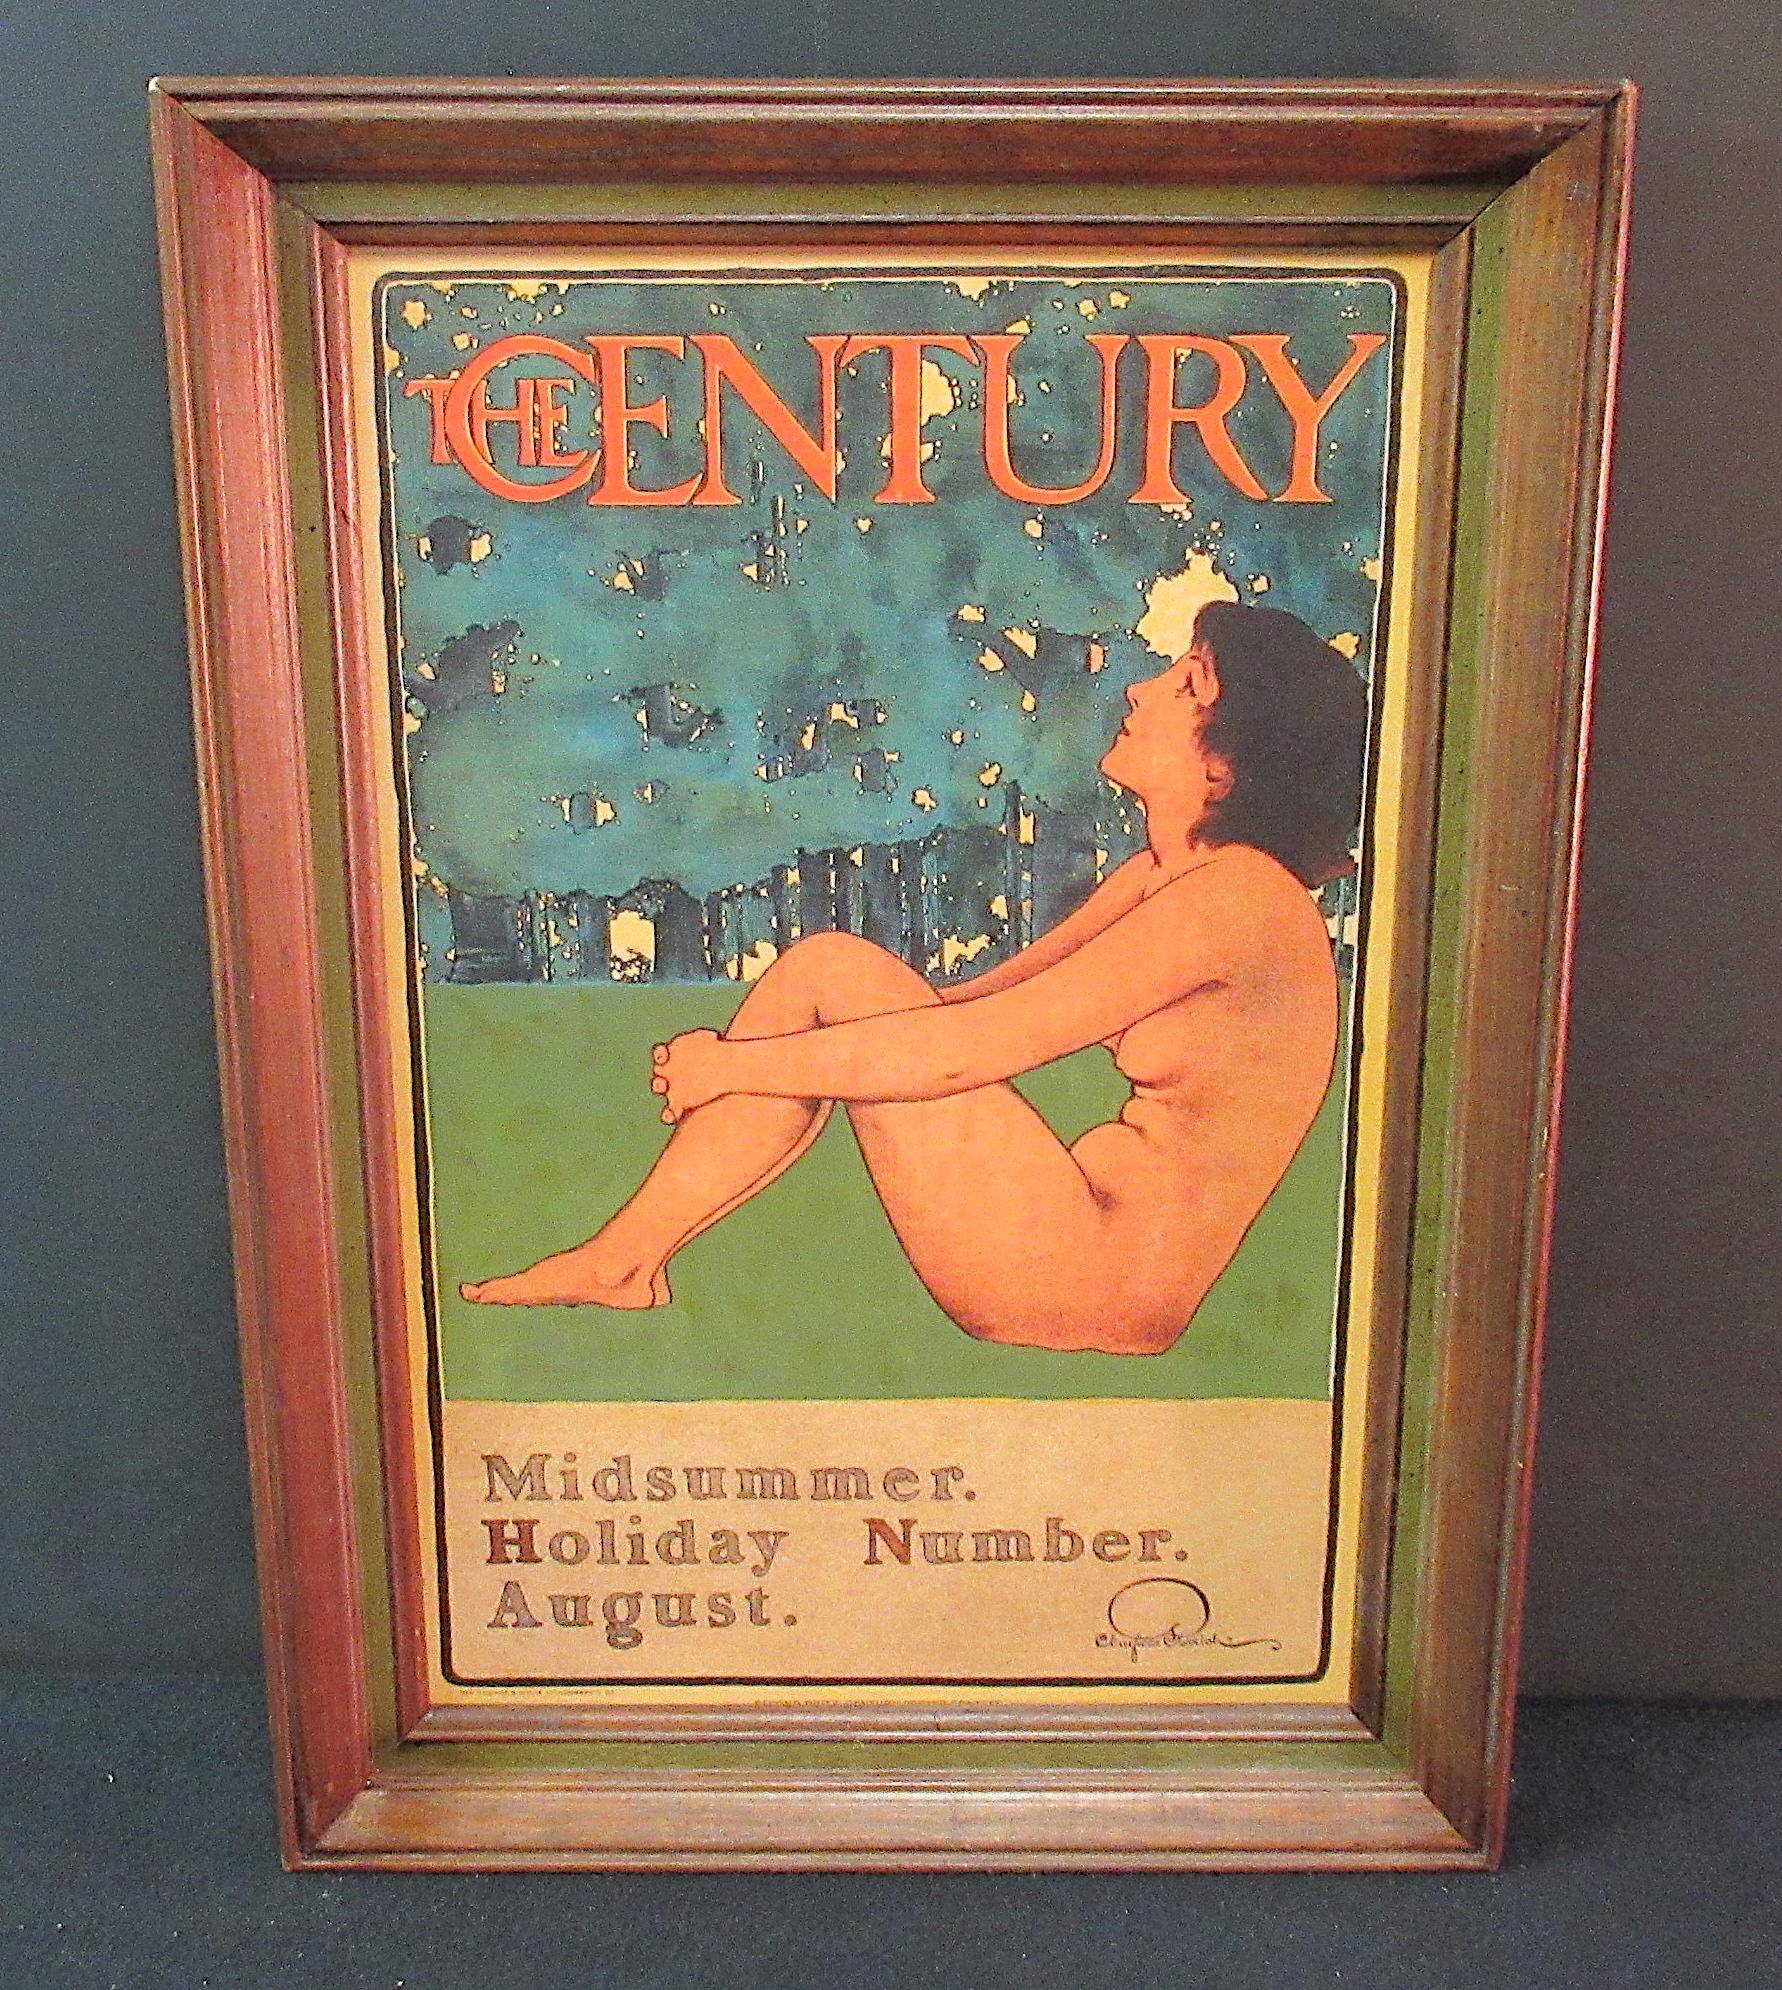 THE CENTURY
Midsummer.
Holiday Number.
August.